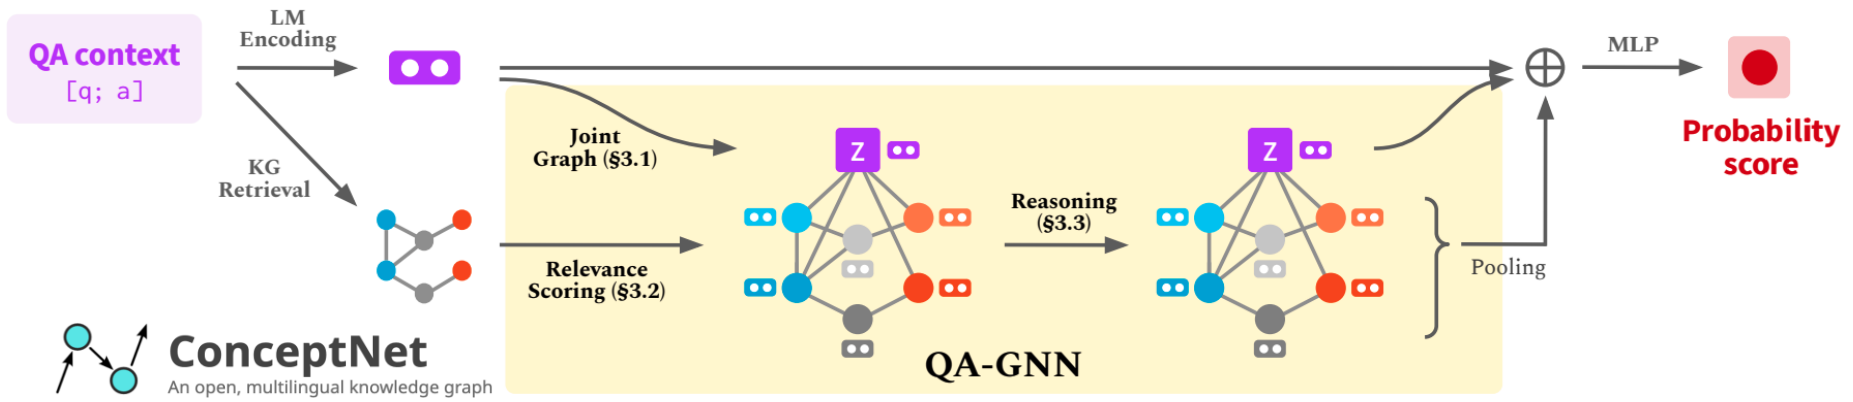 QA context
[q; a]
LM
Encoding
KG
Retrieval
Joint
Graph (§3.1)
Relevance
Scoring (§3.2)
Z
Reasoning
(§3.3)
Z
Pooling
MLP
Probability
score
QA-GNN
ConceptNet
An open, multilingual knowledge graph